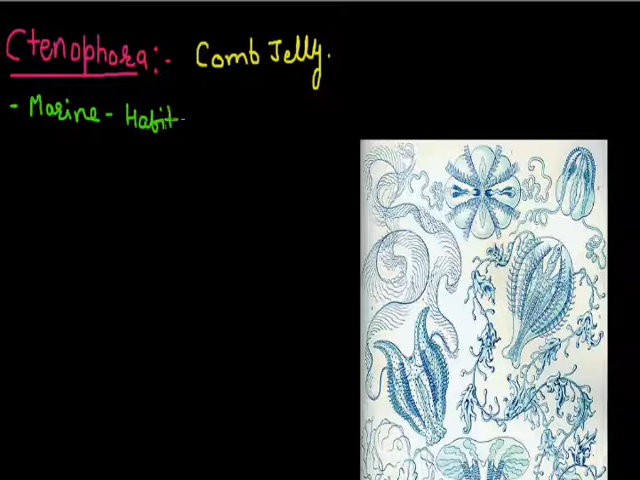 Ctenophora:- Comb Jelly.
- Marine - Habit-